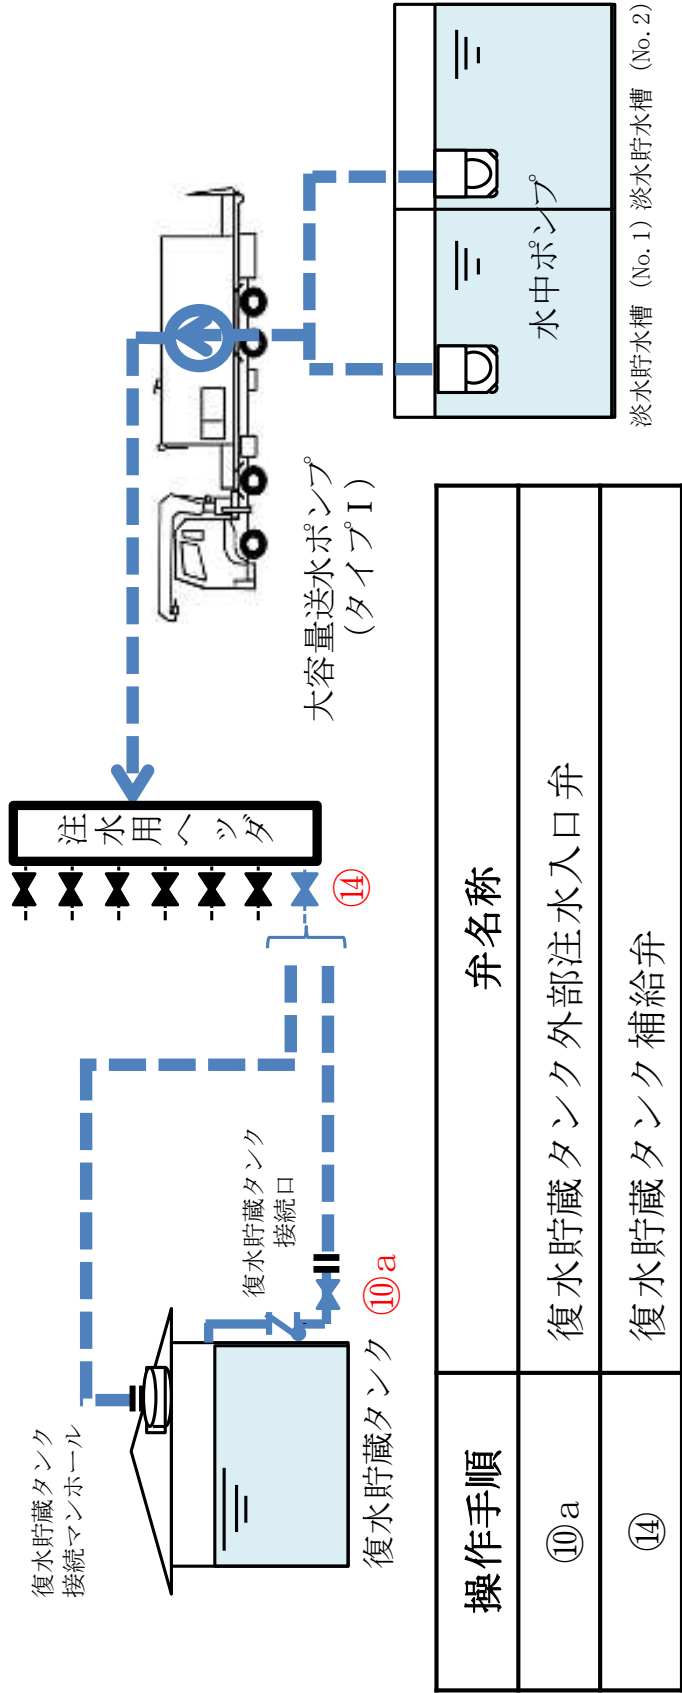 復水貯蔵タンク
接続マンホール
復水貯蔵タンク
接続口
⑩a
復水貯蔵タンク
⑭
注水用ヘッダ
大容量送水ポンプ
(タイプⅠ)
水中ポンプ
淡水貯水槽 (No. 1)
淡水貯水槽 (No. 2)
操作手順 弁名称
⑩a 復水貯蔵タンク外部注水入口弁
⑭ 復水貯蔵タンク補給弁